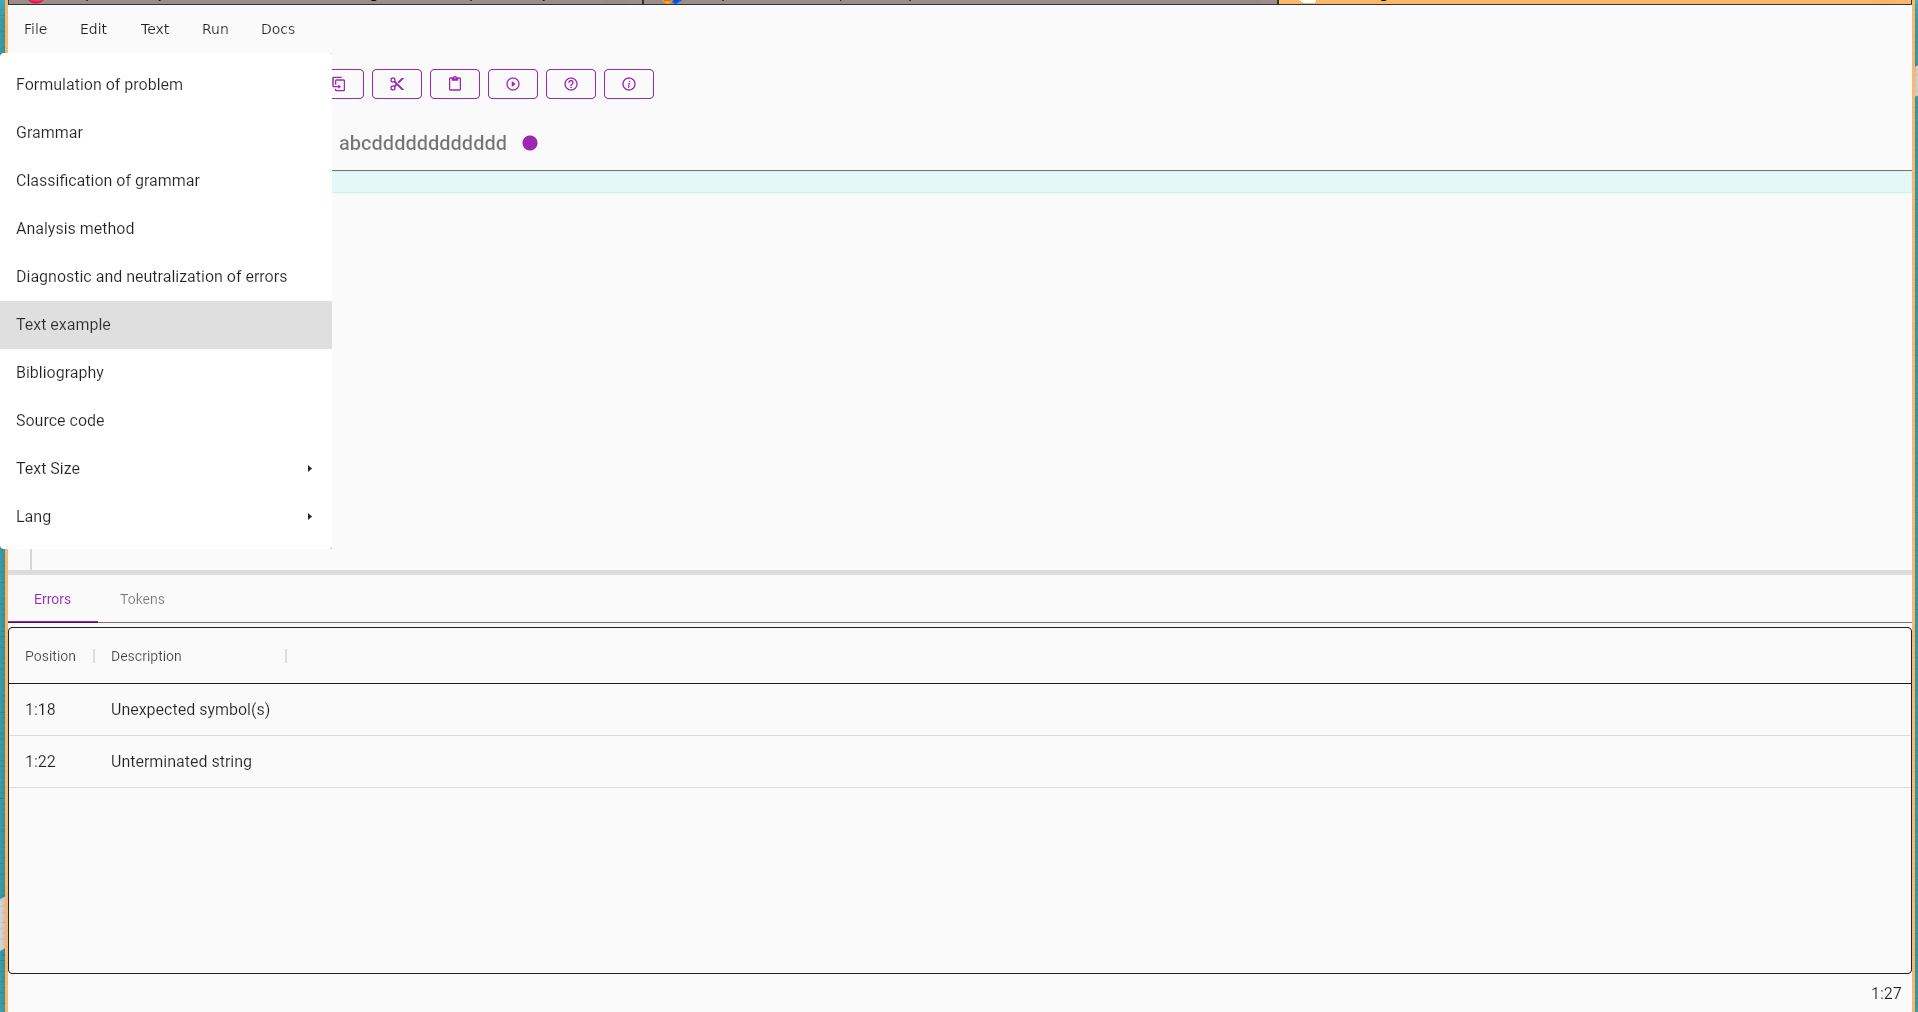 File Edit Text Run Docs
Formulation of problem
Grammar
abcddddddddddddd
Classification of grammar
Analysis method
Diagnostic and neutralization of errors
Text example
Bibliography
Source code
Text Size
Lang
Errors Tokens
Position Description
1:18 Unexpected symbol(s)
1:22 Unterminated string
1:27